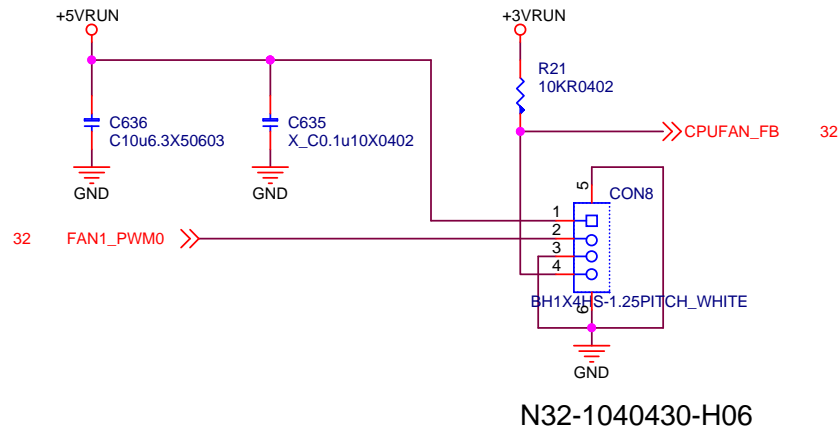 +5VRUN
+3VRUN
R21
10KR0402
C636
C10u6.3X50603
C635
X_C0.1u10X0402
CPUFAN_FB 32
GND
GND
5
CON8
1
32 FAN1_PWM0
2
3
4
BH1X4HS-1.25PITCH_WHITE
6
GND
N32-1040430-H06